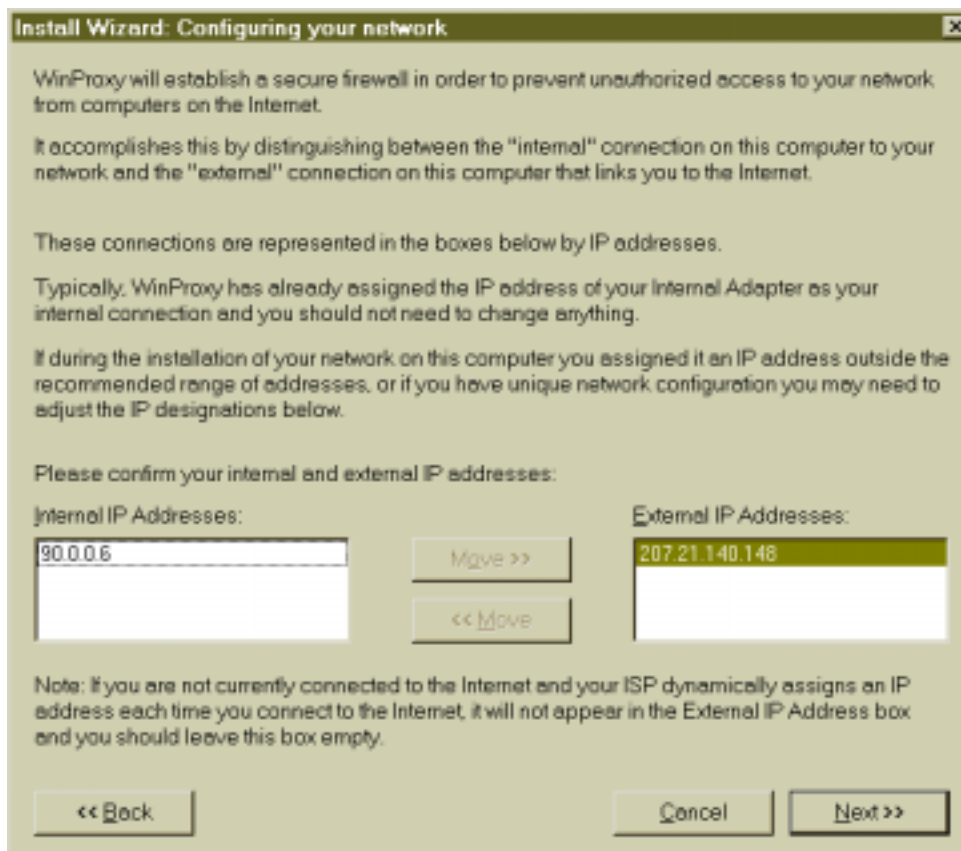 Install Wizard: Configuring your network
WinProxy will establish a secure firewall in order to prevent unauthorized access to your network
from computers on the Internet.
It accomplishes this by distinguishing between the "internal" connection on this computer to your
network and the "external" connection on this computer that links you to the Internet.
These connections are represented in the boxes below by IP addresses.
Typically, WinProxy has already assigned the IP address of your Internal Adapter as your
internal connection and you should not need to change anything.
If during the installation of your network on this computer you assigned it an IP address outside the
recommended range of addresses, or if you have unique network configuration you may need to
adjust the IP designations below.
Please confirm your internal and external IP addresses:
Internal IP Addresses:
90.0.0.6
Move >>
<< Move
External IP Addresses:
207.21.140.148
Note: If you are not currently connected to the Internet and your ISP dynamically assigns an IP
address each time you connect to the Internet, it will not appear in the External IP Address box
and you should leave this box empty.
<< Back
Cancel
Next >>